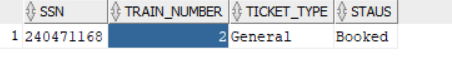 SSN TRAIN_NUMBER TICKET_TYPE STAUS
1 240471168 2 General Booked